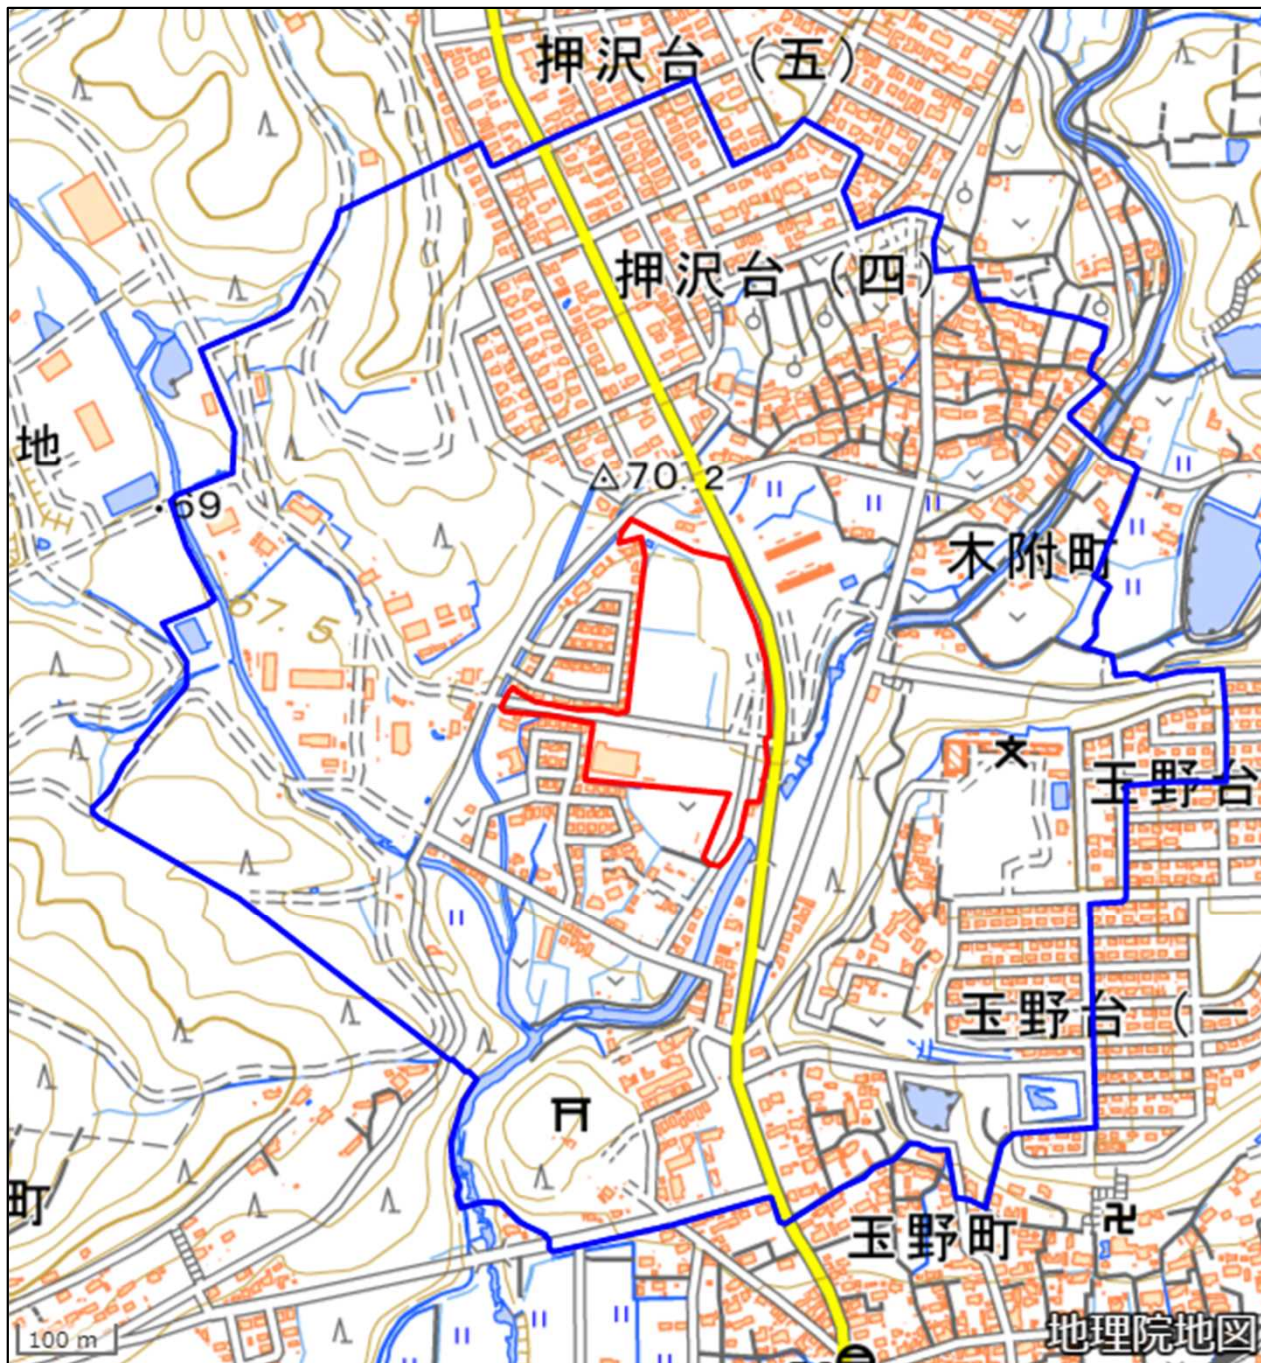 押沢台（五）
押沢台（四）
地
70.2
.69
木附町
67.5
玉野台
玉野台（一
町
玉野町
100 m
地理院地図